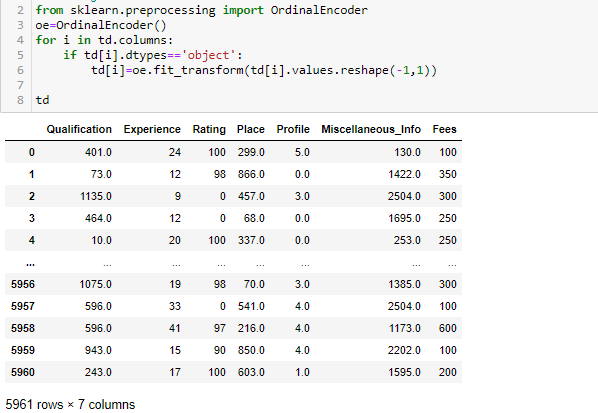 2 from sklearn.preprocessing import OrdinalEncoder
3 oe=OrdinalEncoder()
4 for i in td.columns:
5 if td[i].dtypes=='object':
6 td[i]=oe.fit_transform(td[i].values.reshape(-1,1))
7
8 td
Qualification Experience Rating Place Profile Miscellaneous_Info Fees
0 401.0 24 100 299.0 5.0 130.0 100
1 73.0 12 98 866.0 0.0 1422.0 350
2 1135.0 9 0 457.0 3.0 2504.0 300
3 464.0 12 0 68.0 0.0 1695.0 250
4 10.0 20 100 337.0 0.0 253.0 250
... ... ... ... ... ... ... ...
5956 1075.0 19 98 70.0 3.0 1385.0 300
5957 596.0 33 0 541.0 4.0 2504.0 100
5958 596.0 41 97 216.0 4.0 1173.0 600
5959 943.0 15 90 850.0 4.0 2202.0 100
5960 243.0 17 100 603.0 1.0 1595.0 200
5961 rows × 7 columns